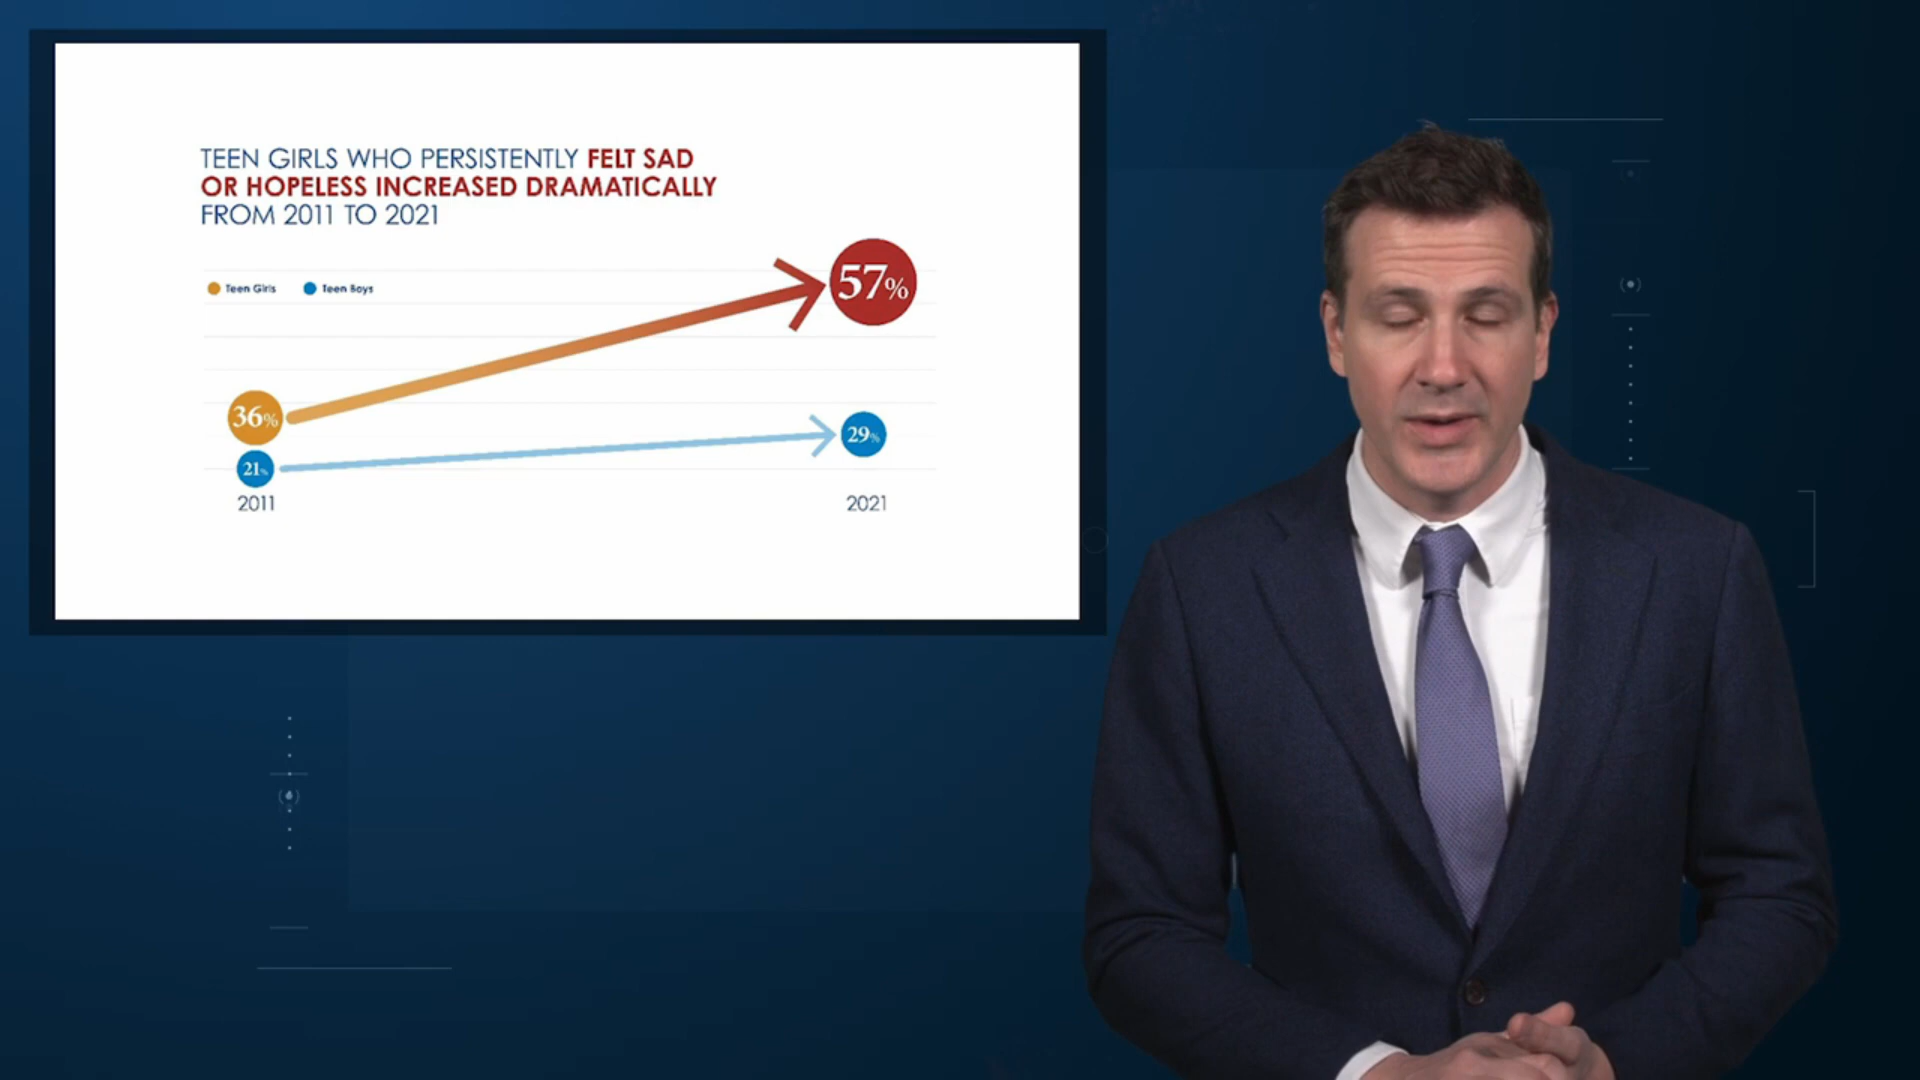 TEEN GIRLS WHO PERSISTENTLY FELT SAD
OR HOPELESS INCREASED DRAMATICALLY
FROM 2011 TO 2021
Teen Girls Teen Boys
57%
36%
29%
21%
2011 2021